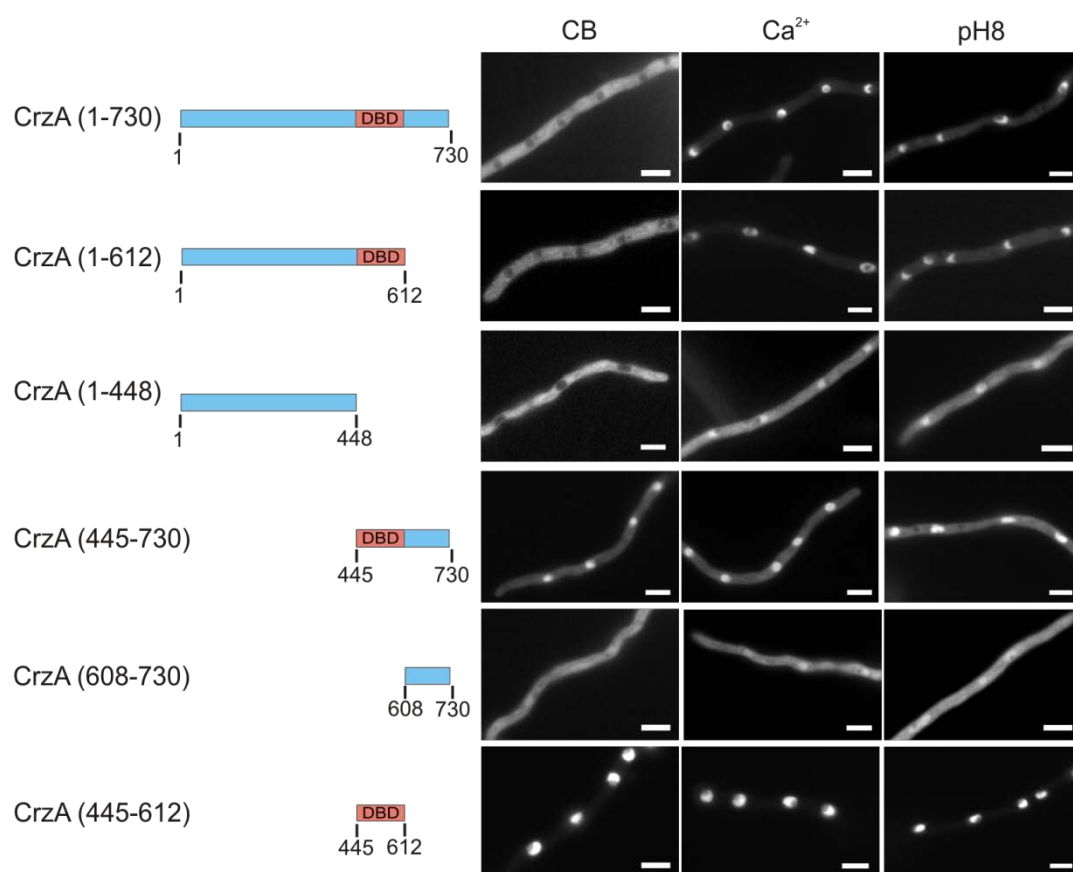 CB Ca²⁺ pH8
CrzA (1-730)
DBD
1 730
CrzA (1-612)
DBD
1 612
CrzA (1-448)
1 448
CrzA (445-730)
DBD
445 730
CrzA (608-730)
608 730
CrzA (445-612)
DBD
445 612